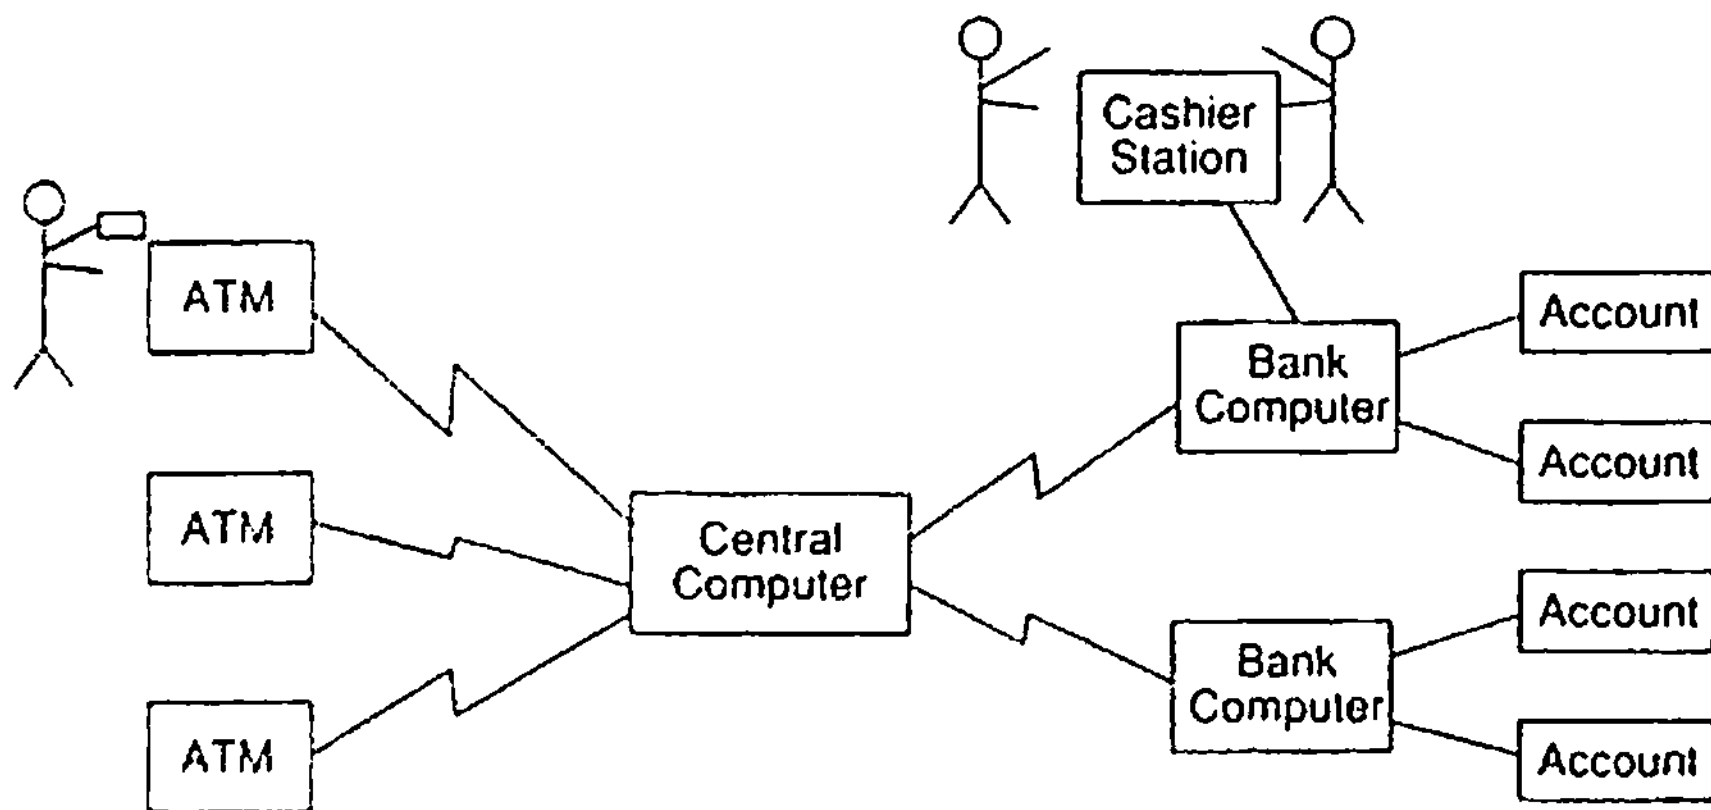 Cashier
Station
ATM
Account
Bank
Computer
Account
ATM
Central
Computer
Account
Bank
Computer
ATM
Account